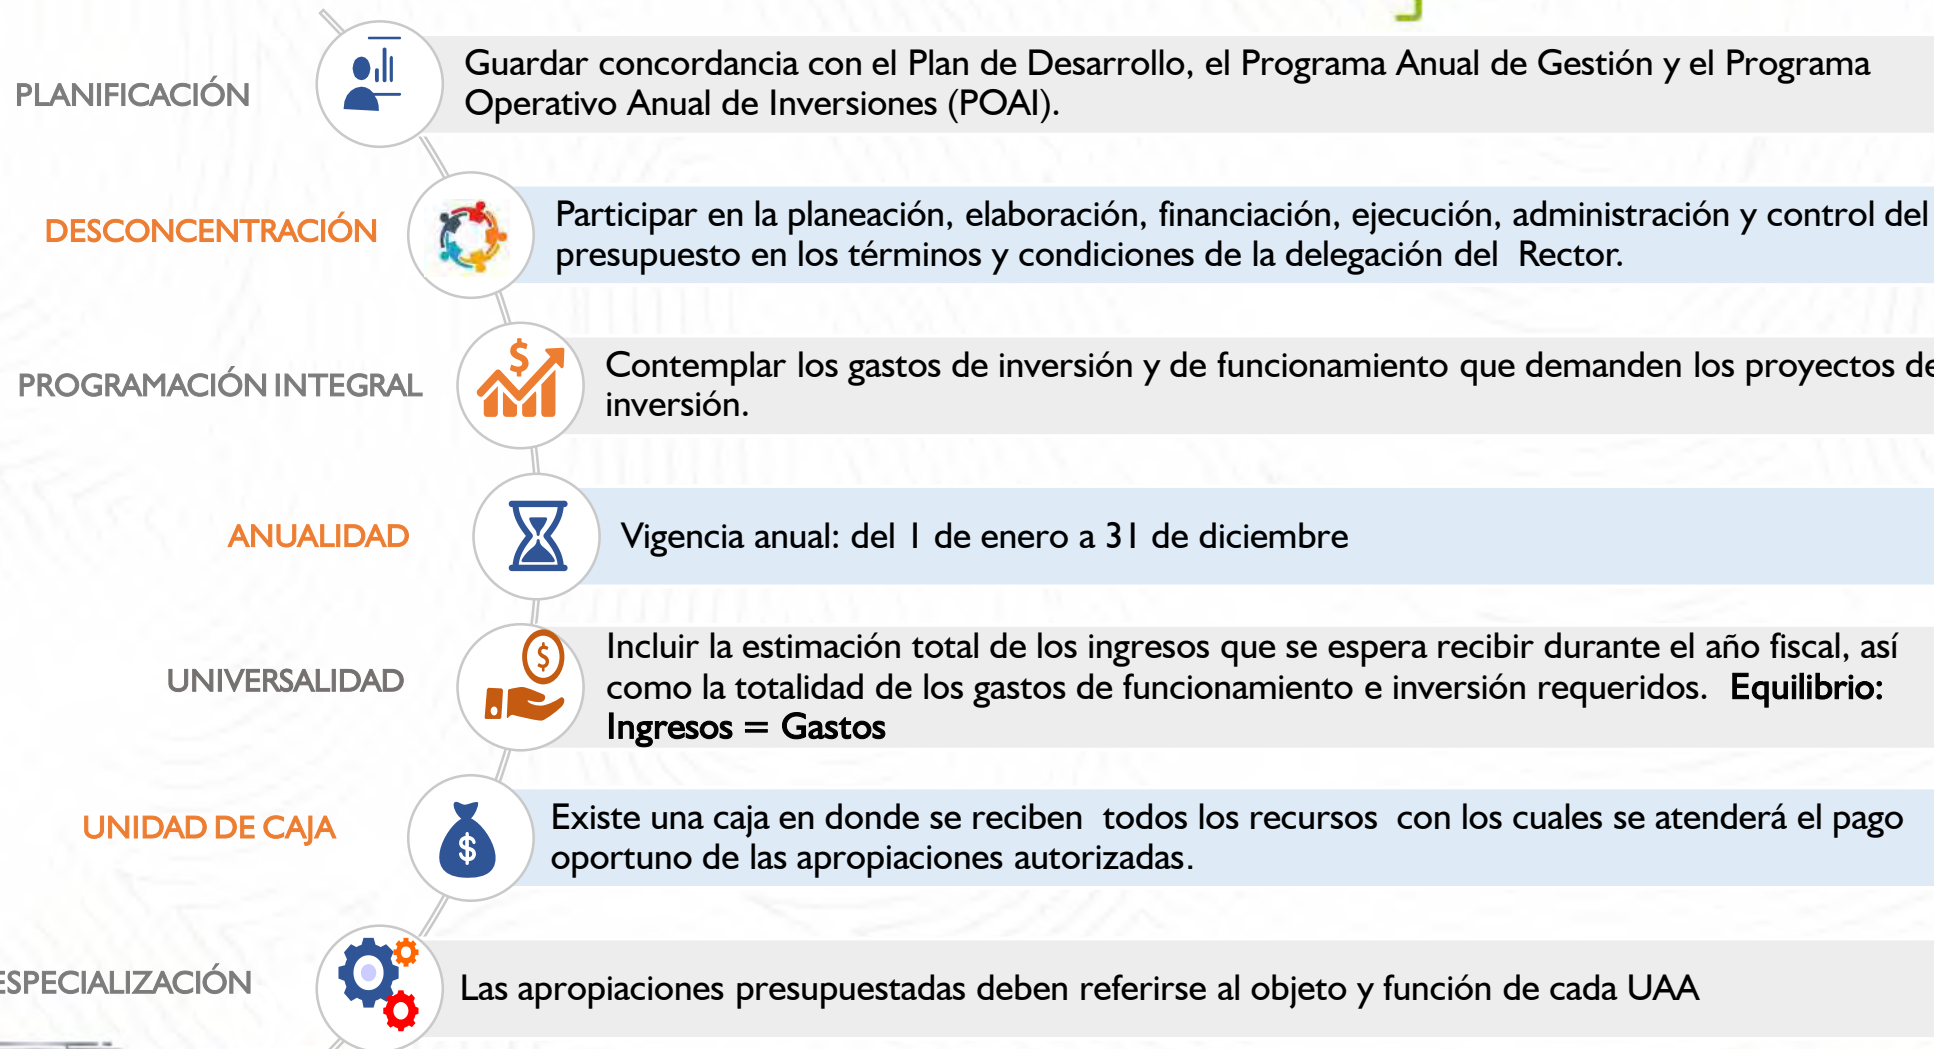 PLANIFICACIÓN
Guardar concordancia con el Plan de Desarrollo, el Programa Anual de Gestión y el Programa
Operativo Anual de Inversiones (POAI).
DESCONCENTRACIÓN
Participar en la planeación, elaboración, financiación, ejecución, administración y control del
presupuesto en los términos y condiciones de la delegación del Rector.
PROGRAMACIÓN INTEGRAL
Contemplar los gastos de inversión y de funcionamiento que demanden los proyectos de
inversión.
ANUALIDAD
Vigencia anual: del 1 de enero a 31 de diciembre
UNIVERSALIDAD
Incluir la estimación total de los ingresos que se espera recibir durante el año fiscal, así
como la totalidad de los gastos de funcionamiento e inversión requeridos. Equilibrio:
Ingresos = Gastos
UNIDAD DE CAJA
Existe una caja en donde se reciben todos los recursos con los cuales se atenderá el pago
oportuno de las apropiaciones autorizadas.
ESPECIALIZACIÓN
Las apropiaciones presupuestadas deben referirse al objeto y función de cada UAA